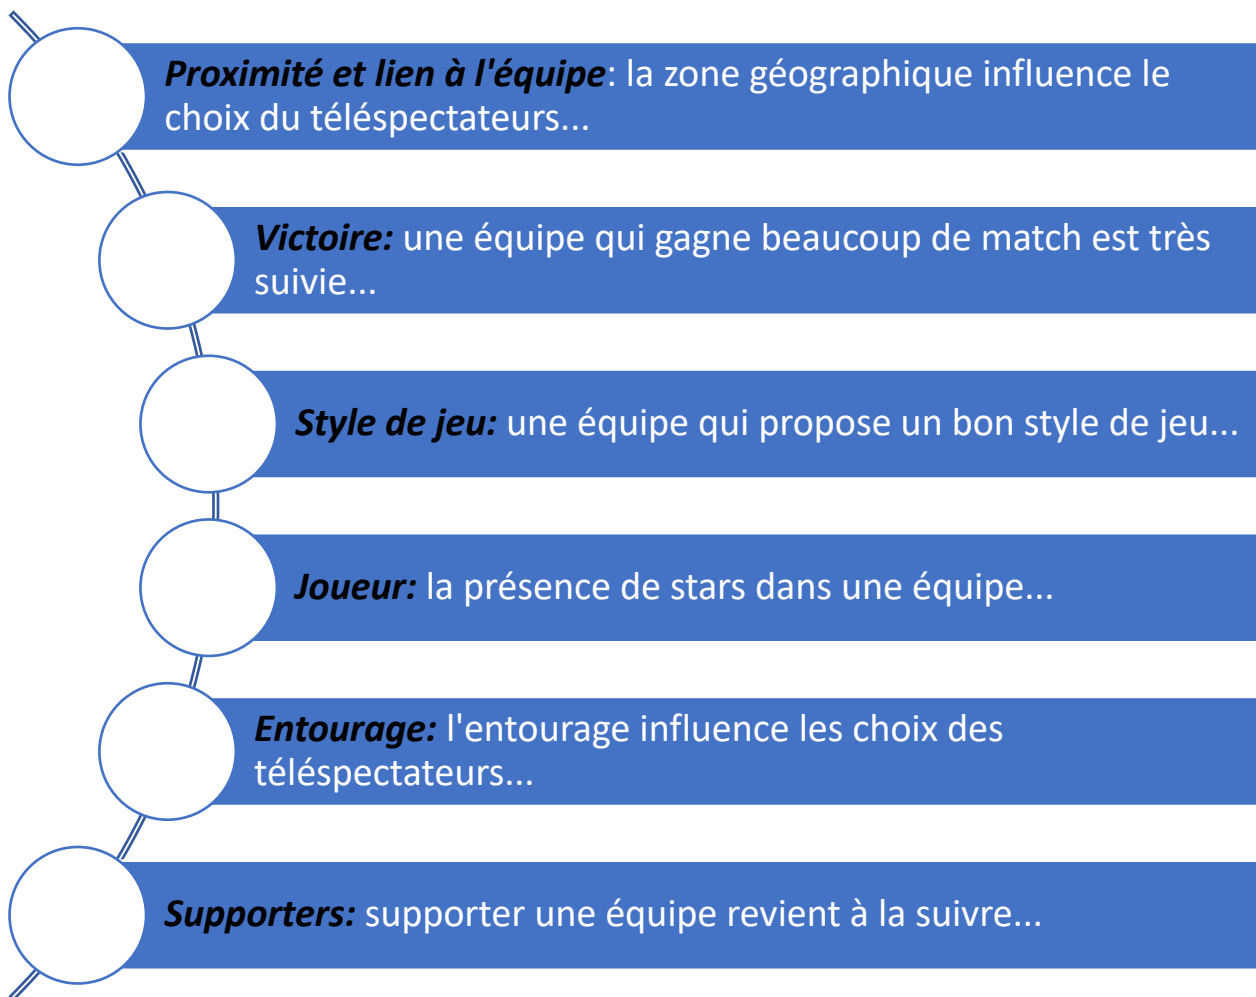 Proximité et lien à l'équipe: la zone géographique influence le
choix du téléspectateurs...
Victoire: une équipe qui gagne beaucoup de match est très
suivie...
Style de jeu: une équipe qui propose un bon style de jeu...
Joueur: la présence de stars dans une équipe...
Entourage: l'entourage influence les choix des
téléspectateurs...
Supporters: supporter une équipe revient à la suivre...